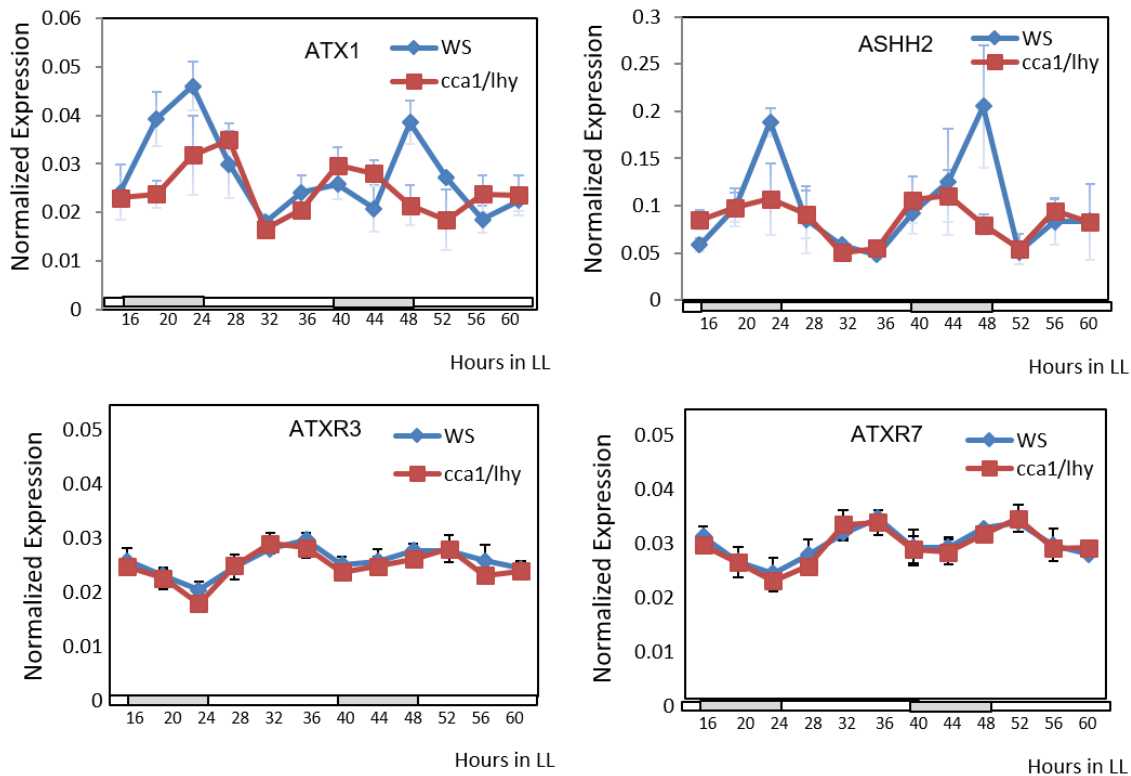 ATX1
WS
cca1/lhy
Normalized Expression
0.06
0.05
0.04
0.03
0.02
0.01
0
16 20 24 28 32 36 40 44 48 52 56 60
Hours in LL
ASHH2
WS
cca1/lhy
Normalized Expression
0.3
0.25
0.2
0.15
0.1
0.05
0
16 20 24 28 32 36 40 44 48 52 56 60
Hours in LL
ATXR3
WS
cca1/lhy
Normalized Expression
0.05
0.04
0.03
0.02
0.01
0
16 20 24 28 32 36 40 44 48 52 56 60
Hours in LL
ATXR7
WS
cca1/lhy
Normalized Expression
0.05
0.04
0.03
0.02
0.01
0
16 20 24 28 32 36 40 44 48 52 56 60
Hours in LL